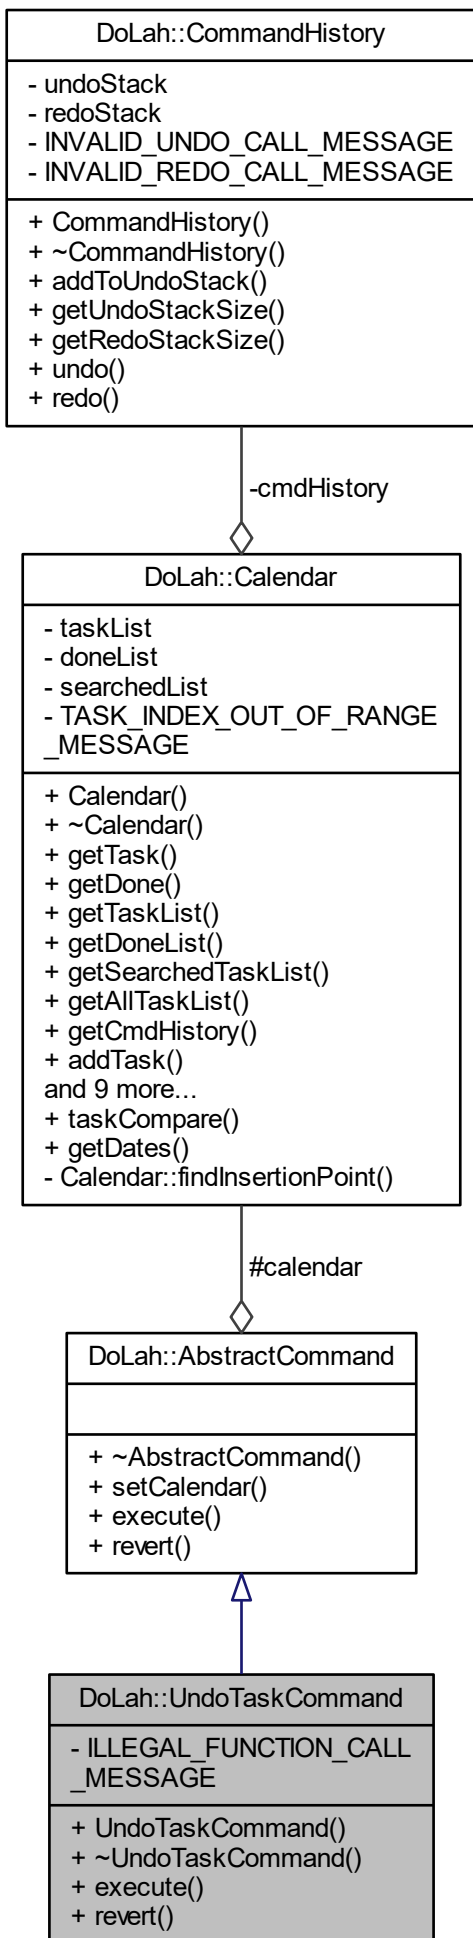 DoLah::CommandHistory
- undoStack
- redoStack
- INVALID_UNDO_CALL_MESSAGE
- INVALID_REDO_CALL_MESSAGE
+ CommandHistory()
+ ~CommandHistory()
+ addToUndoStack()
+ getUndoStackSize()
+ getRedoStackSize()
+ undo()
+ redo()
-cmdHistory
DoLah::Calendar
- taskList
- doneList
- searchedList
- TASK_INDEX_OUT_OF_RANGE
_MESSAGE
+ Calendar()
+ ~Calendar()
+ getTask()
+ getDone()
+ getTaskList()
+ getDoneList()
+ getSearchedTaskList()
+ getAllTaskList()
+ getCmdHistory()
+ addTask()
and 9 more...
+ taskCompare()
+ getDates()
- Calendar::findInsertionPoint()
#calendar
DoLah::AbstractCommand
+ ~AbstractCommand()
+ setCalendar()
+ execute()
+ revert()
DoLah::UndoTaskCommand
- ILLEGAL_FUNCTION_CALL
_MESSAGE
+ UndoTaskCommand()
+ ~UndoTaskCommand()
+ execute()
+ revert()